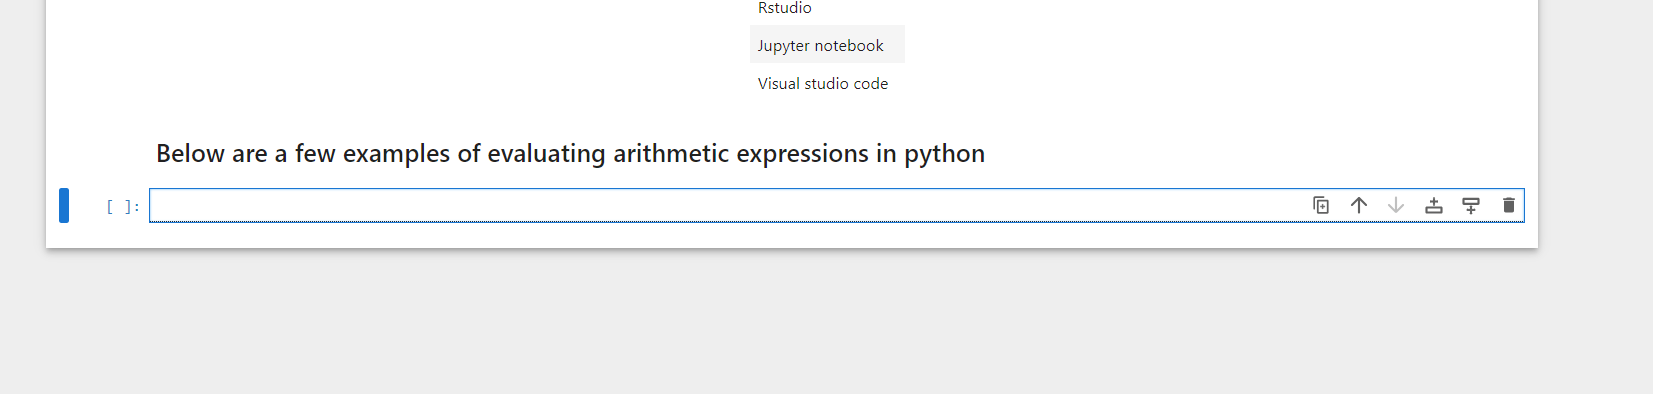 Rstudio
Jupyter notebook
Visual studio code
Below are a few examples of evaluating arithmetic expressions in python
[ ]: